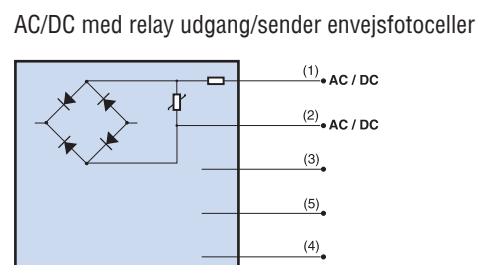 AC/DC med relay udgang/sender envejsfotoceller
(1) AC / DC
(2) AC / DC
(3)
(5)
(4)